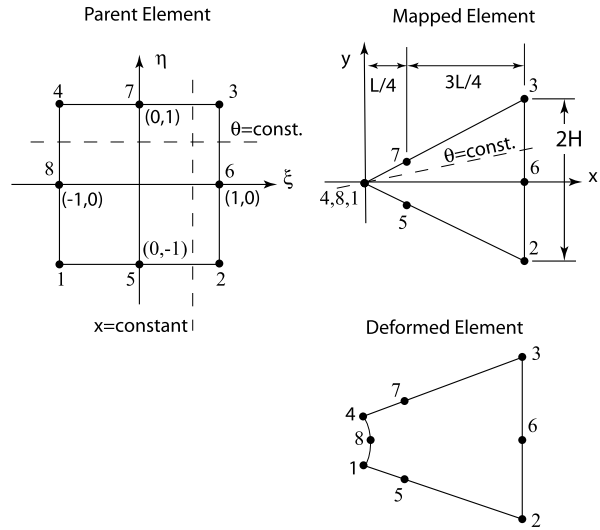 Parent Element
η
4
7
3
(0,1)
θ=const.
8
6
ξ
(-1,0)
(1,0)
(0,-1)
1
5
2
x=constant
Mapped Element
y
L/4
3L/4
3
7
θ=const.
2H
6
x
4,8,1
5
2
Deformed Element
3
7
4
8
6
1
5
2